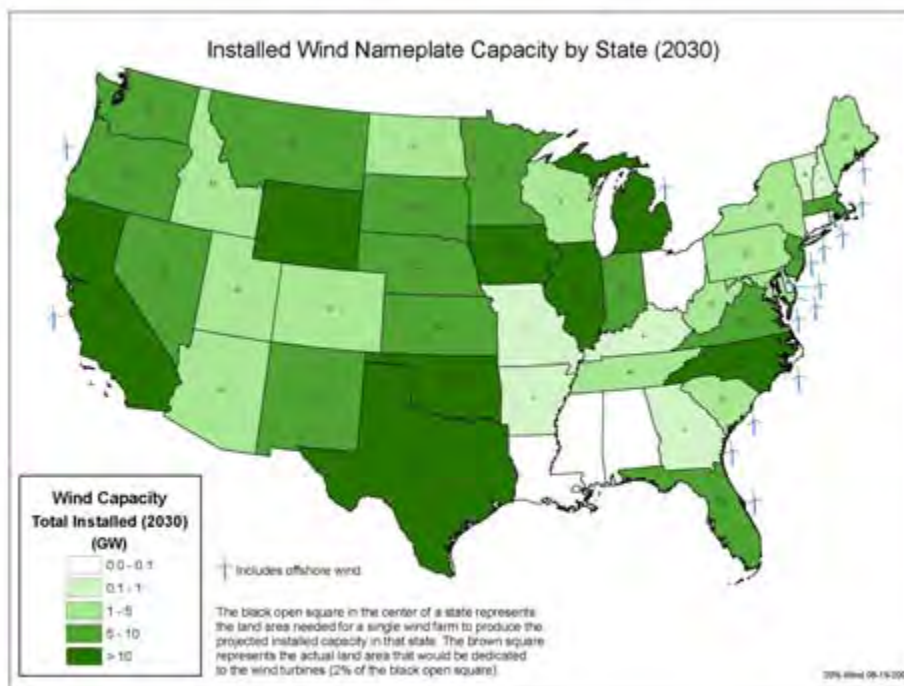 Installed Wind Nameplate Capacity by State (2030)
Wind Capacity
Total Installed (2030)
(GW)
0.0 - 0.1
0.1 - 1
1 - 5
5 - 10
> 10
Includes offshore wind.
The black open square in the center of a state represents
the land area needed for a single wind farm to produce the
projected installed capacity in that state. The brown square
represents the actual land area that would be dedicated
to the wind turbines (2% of the black open square).